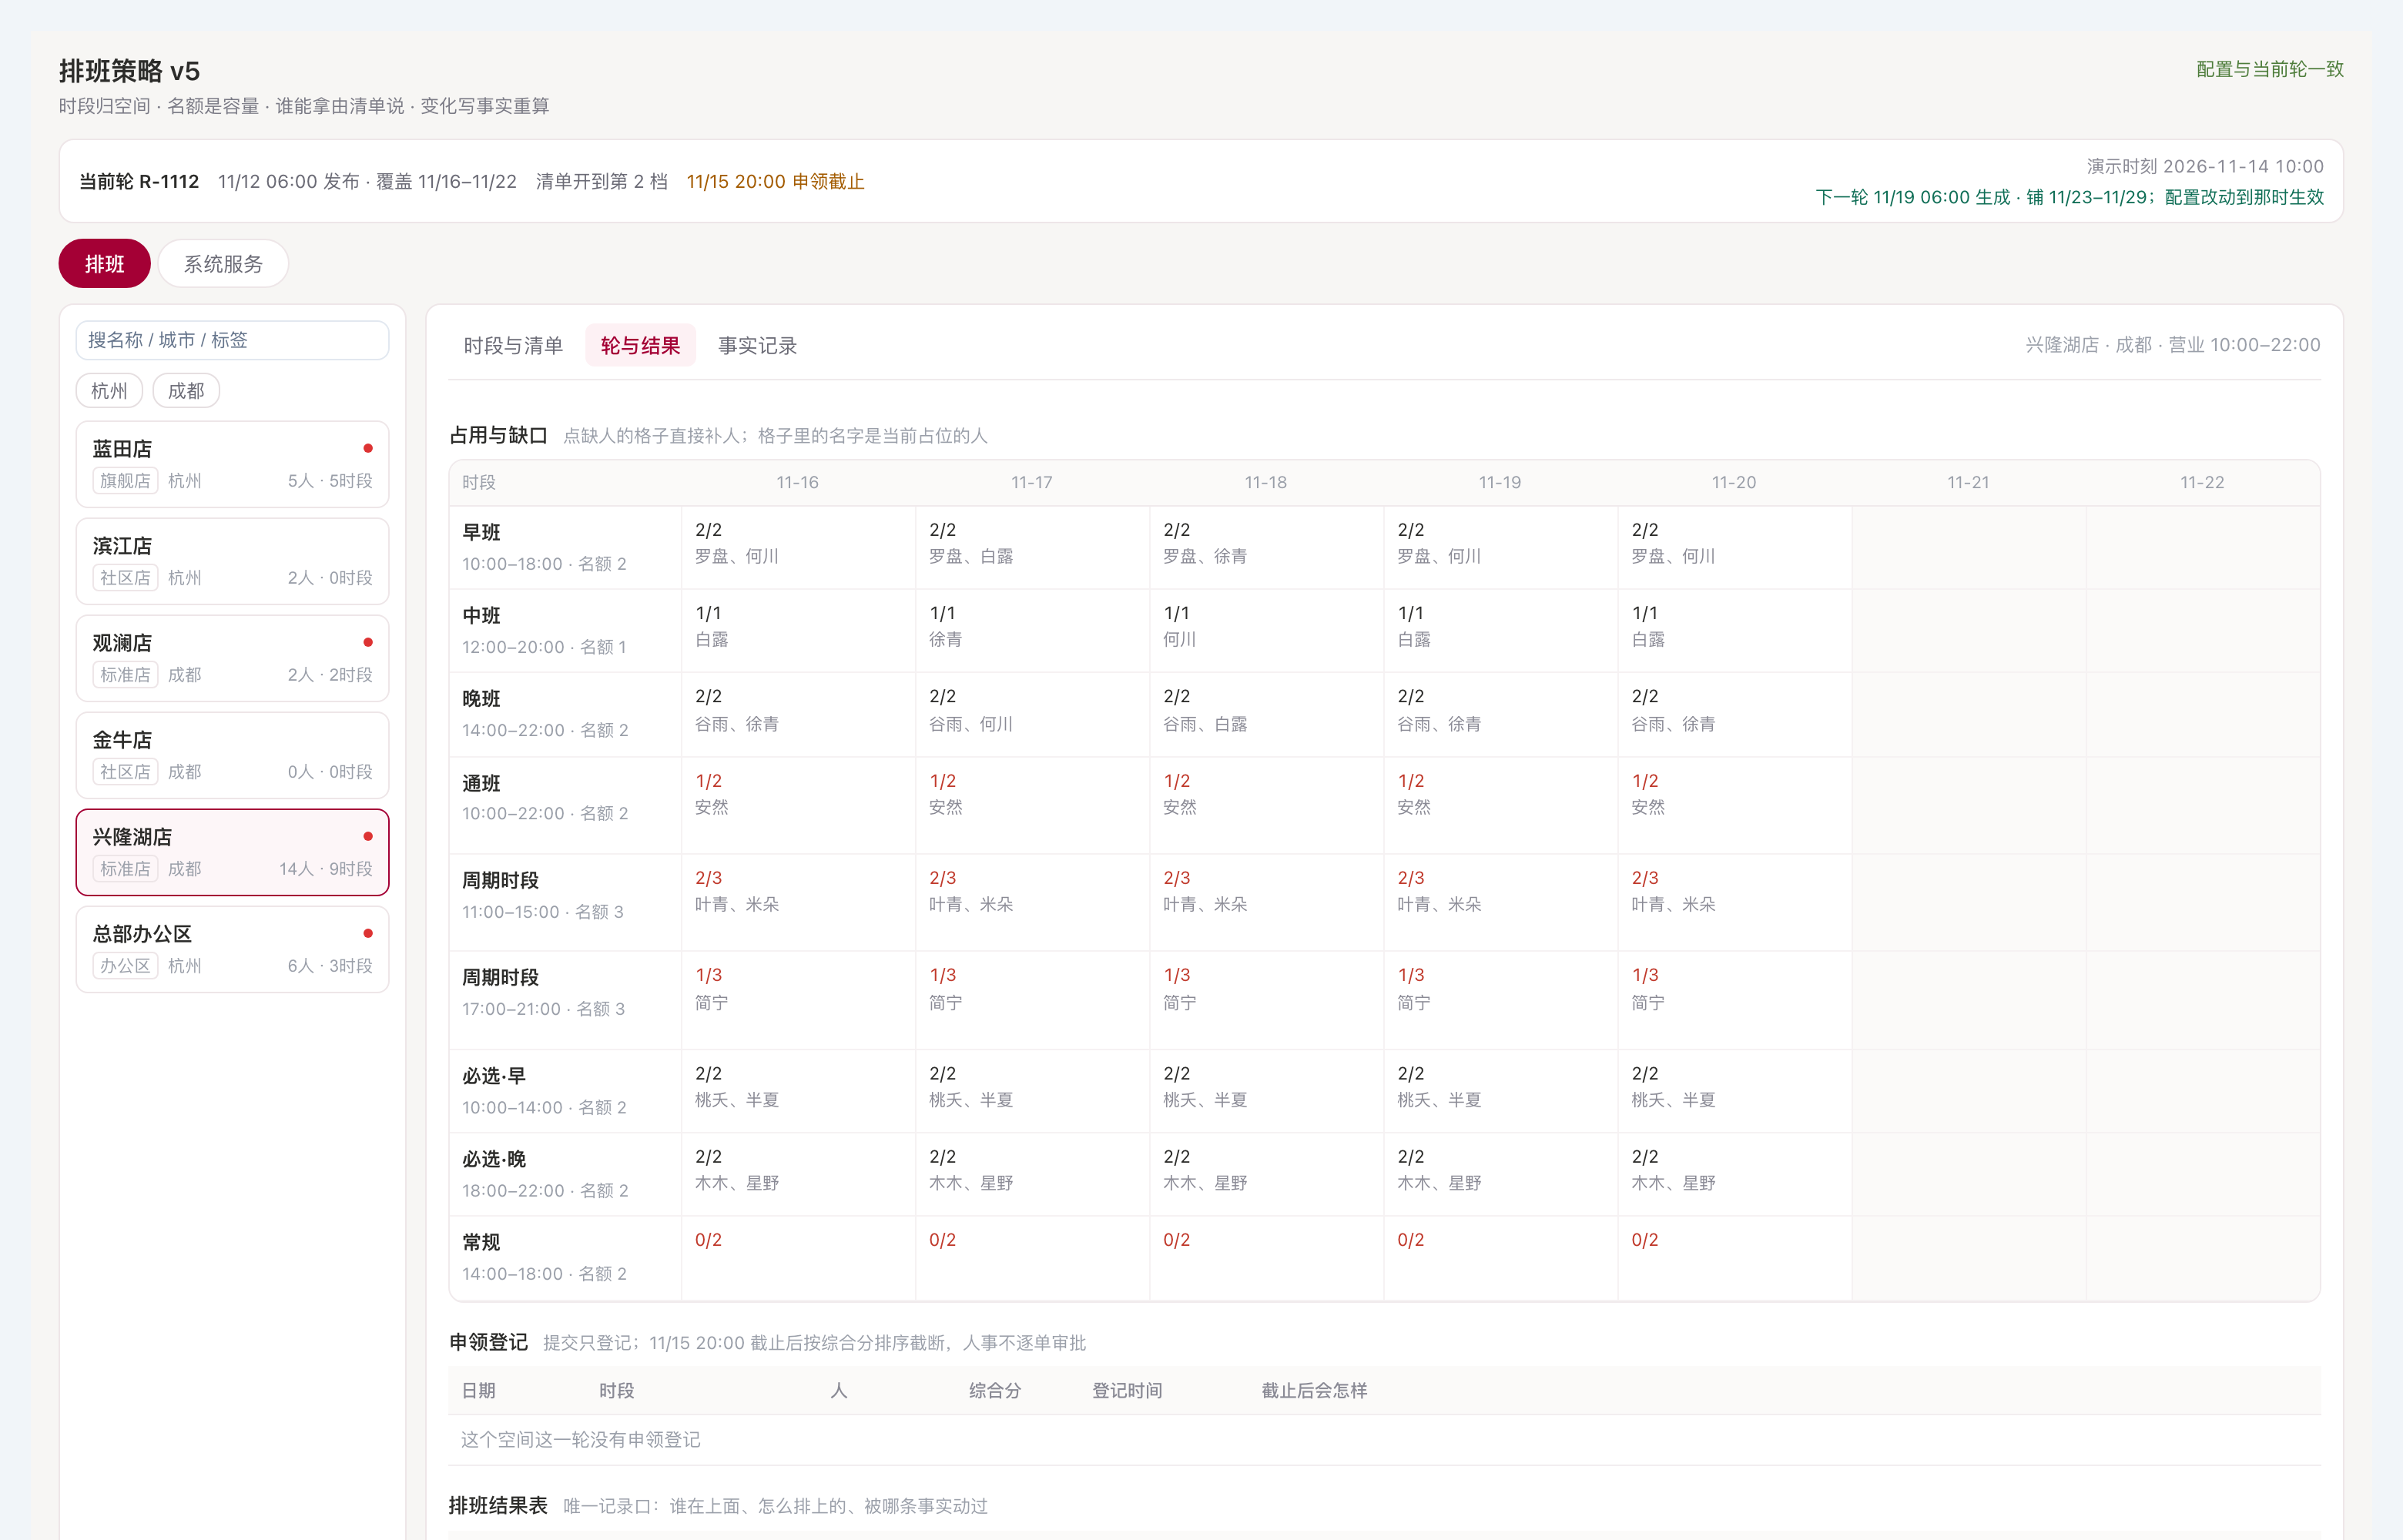 排班策略 v5
配置与当前轮一致
时段归空间 · 名额是容量 · 谁能拿由清单说 · 变化写事实重算
当前轮 R-1112 11/12 06:00 发布 · 覆盖 11/16–11/22 清单开到第 2 档 11/15 20:00 申领截止
演示时刻 2026-11-14 10:00
下一轮 11/19 06:00 生成 · 铺 11/23–11/29；配置改动到那时生效
排班 系统服务
搜名称 / 城市 / 标签
杭州 成都
蓝田店
旗舰店 杭州 5人 · 5时段
滨江店
社区店 杭州 2人 · 0时段
观澜店
标准店 成都 2人 · 2时段
金牛店
社区店 成都 0人 · 0时段
兴隆湖店
标准店 成都 14人 · 9时段
总部办公区
办公区 杭州 6人 · 3时段
时段与清单 轮与结果 事实记录 兴隆湖店 · 成都 · 营业 10:00–22:00
占用与缺口 点缺人的格子直接补人；格子里的名字是当前占位的人
时段 11-16 11-17 11-18 11-19 11-20 11-21 11-22
早班 2/2 2/2 2/2 2/2 2/2
10:00–18:00 · 名额 2 罗盘、何川 罗盘、白露 罗盘、徐青 罗盘、何川 罗盘、何川
中班 1/1 1/1 1/1 1/1 1/1
12:00–20:00 · 名额 1 白露 徐青 何川 白露 白露
晚班 2/2 2/2 2/2 2/2 2/2
14:00–22:00 · 名额 2 谷雨、徐青 谷雨、何川 谷雨、白露 谷雨、徐青 谷雨、徐青
通班 1/2 1/2 1/2 1/2 1/2
10:00–22:00 · 名额 2 安然 安然 安然 安然 安然
周期时段 2/3 2/3 2/3 2/3 2/3
11:00–15:00 · 名额 3 叶青、米朵 叶青、米朵 叶青、米朵 叶青、米朵 叶青、米朵
周期时段 1/3 1/3 1/3 1/3 1/3
17:00–21:00 · 名额 3 简宁 简宁 简宁 简宁 简宁
必选·早 2/2 2/2 2/2 2/2 2/2
10:00–14:00 · 名额 2 桃夭、半夏 桃夭、半夏 桃夭、半夏 桃夭、半夏 桃夭、半夏
必选·晚 2/2 2/2 2/2 2/2 2/2
18:00–22:00 · 名额 2 木木、星野 木木、星野 木木、星野 木木、星野 木木、星野
常规 0/2 0/2 0/2 0/2 0/2
14:00–18:00 · 名额 2
申领登记 提交只登记；11/15 20:00 截止后按综合分排序截断，人事不逐单审批
日期 时段 人 综合分 登记时间 截止后会怎样
这个空间这一轮没有申领登记
排班结果表 唯一记录口：谁在上面、怎么排上的、被哪条事实动过